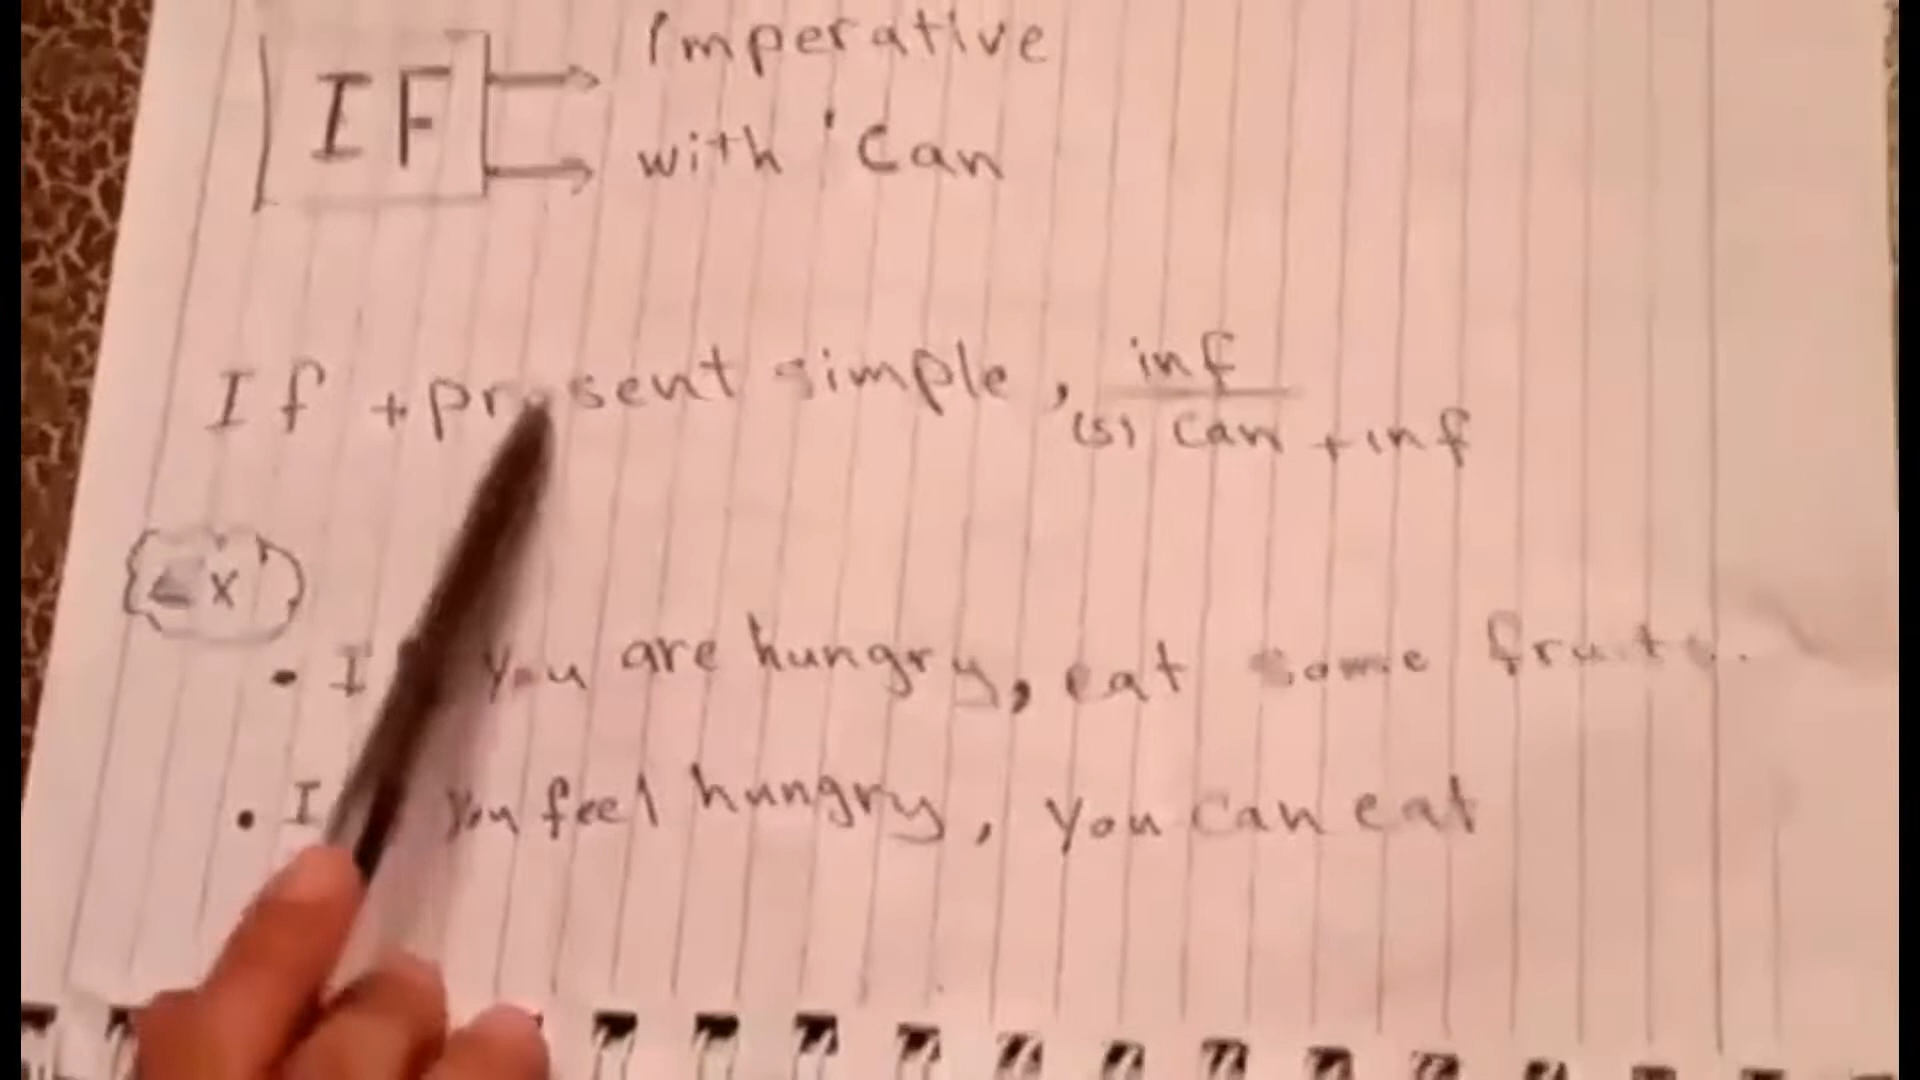 IF
Imperative
with 'Can
If + present simple, inf
(s) can + inf
Ex
• I you are hungry, eat some fruits.
• I you feel hungry, you can eat